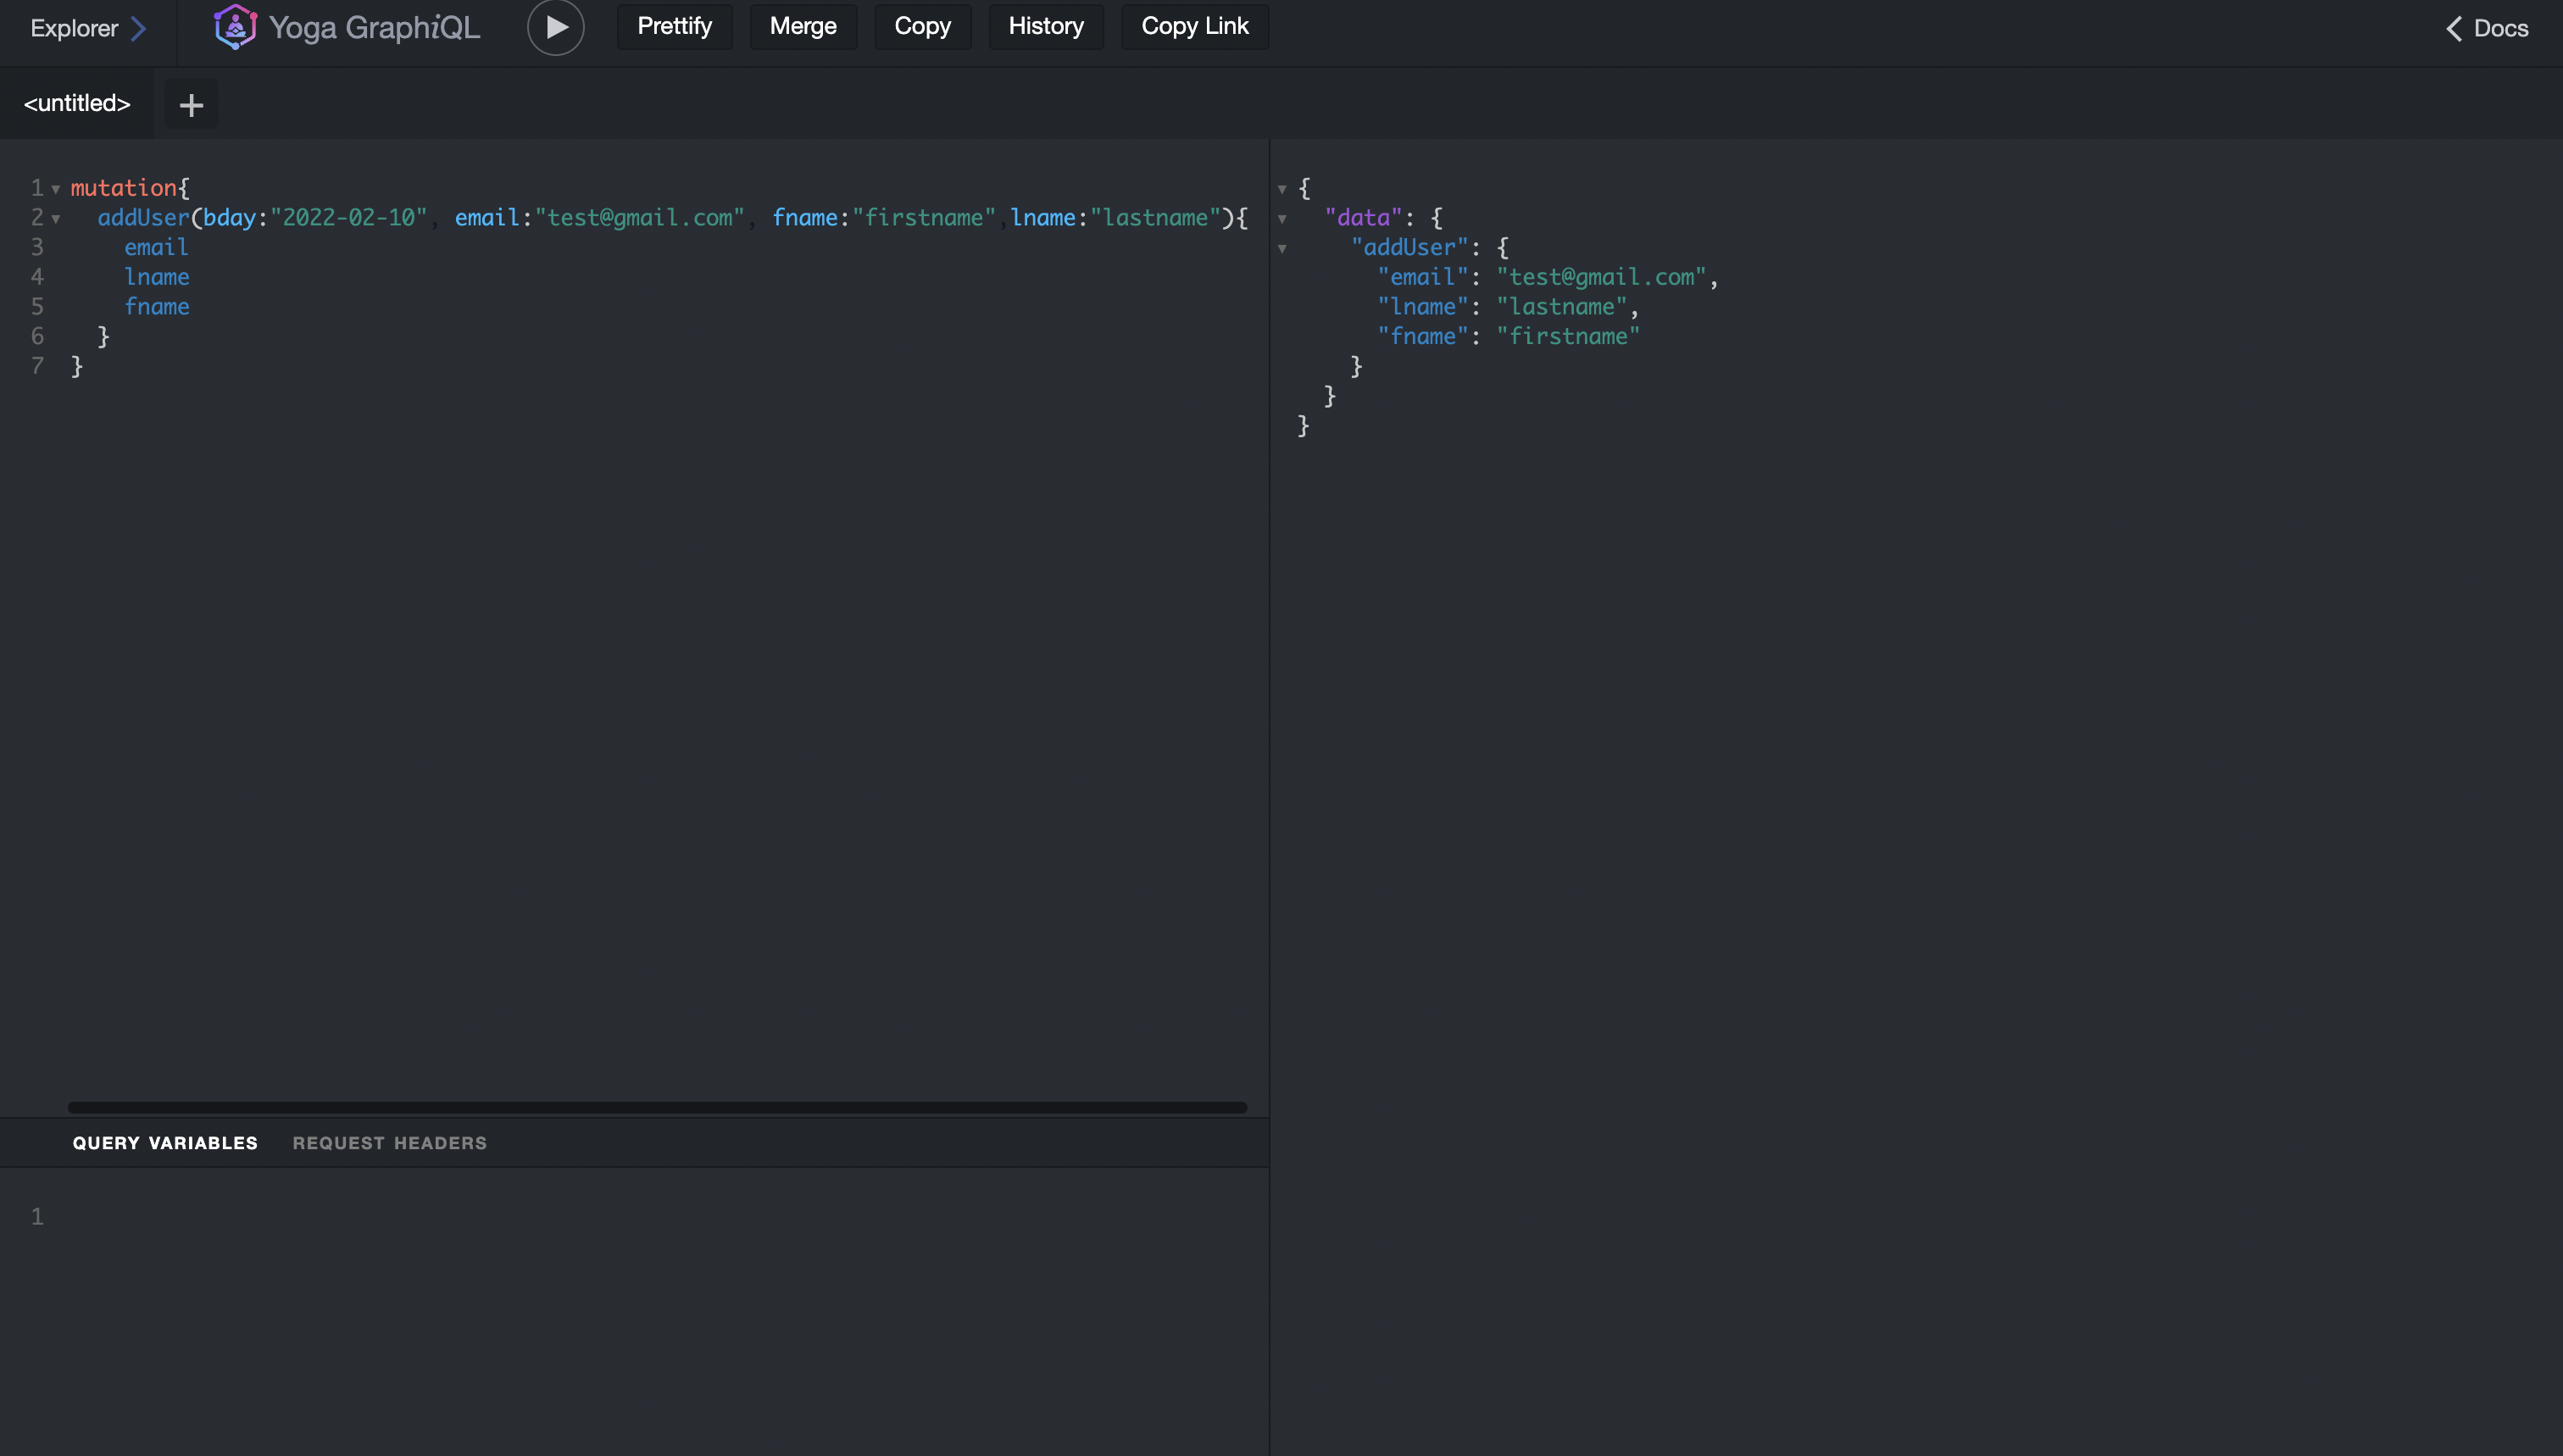 Explorer Yoga GraphiQL Prettify Merge Copy History Copy Link Docs
<untitled> +
1 mutation{
2 addUser(bday:"2022-02-10", email:"test@gmail.com", fname:"firstname",lname:"lastname"){
3 email
4 lname
5 fname
6 }
7 }
{
"data": {
"addUser": {
"email": "test@gmail.com",
"lname": "lastname",
"fname": "firstname"
}
}
}
QUERY VARIABLES REQUEST HEADERS
1